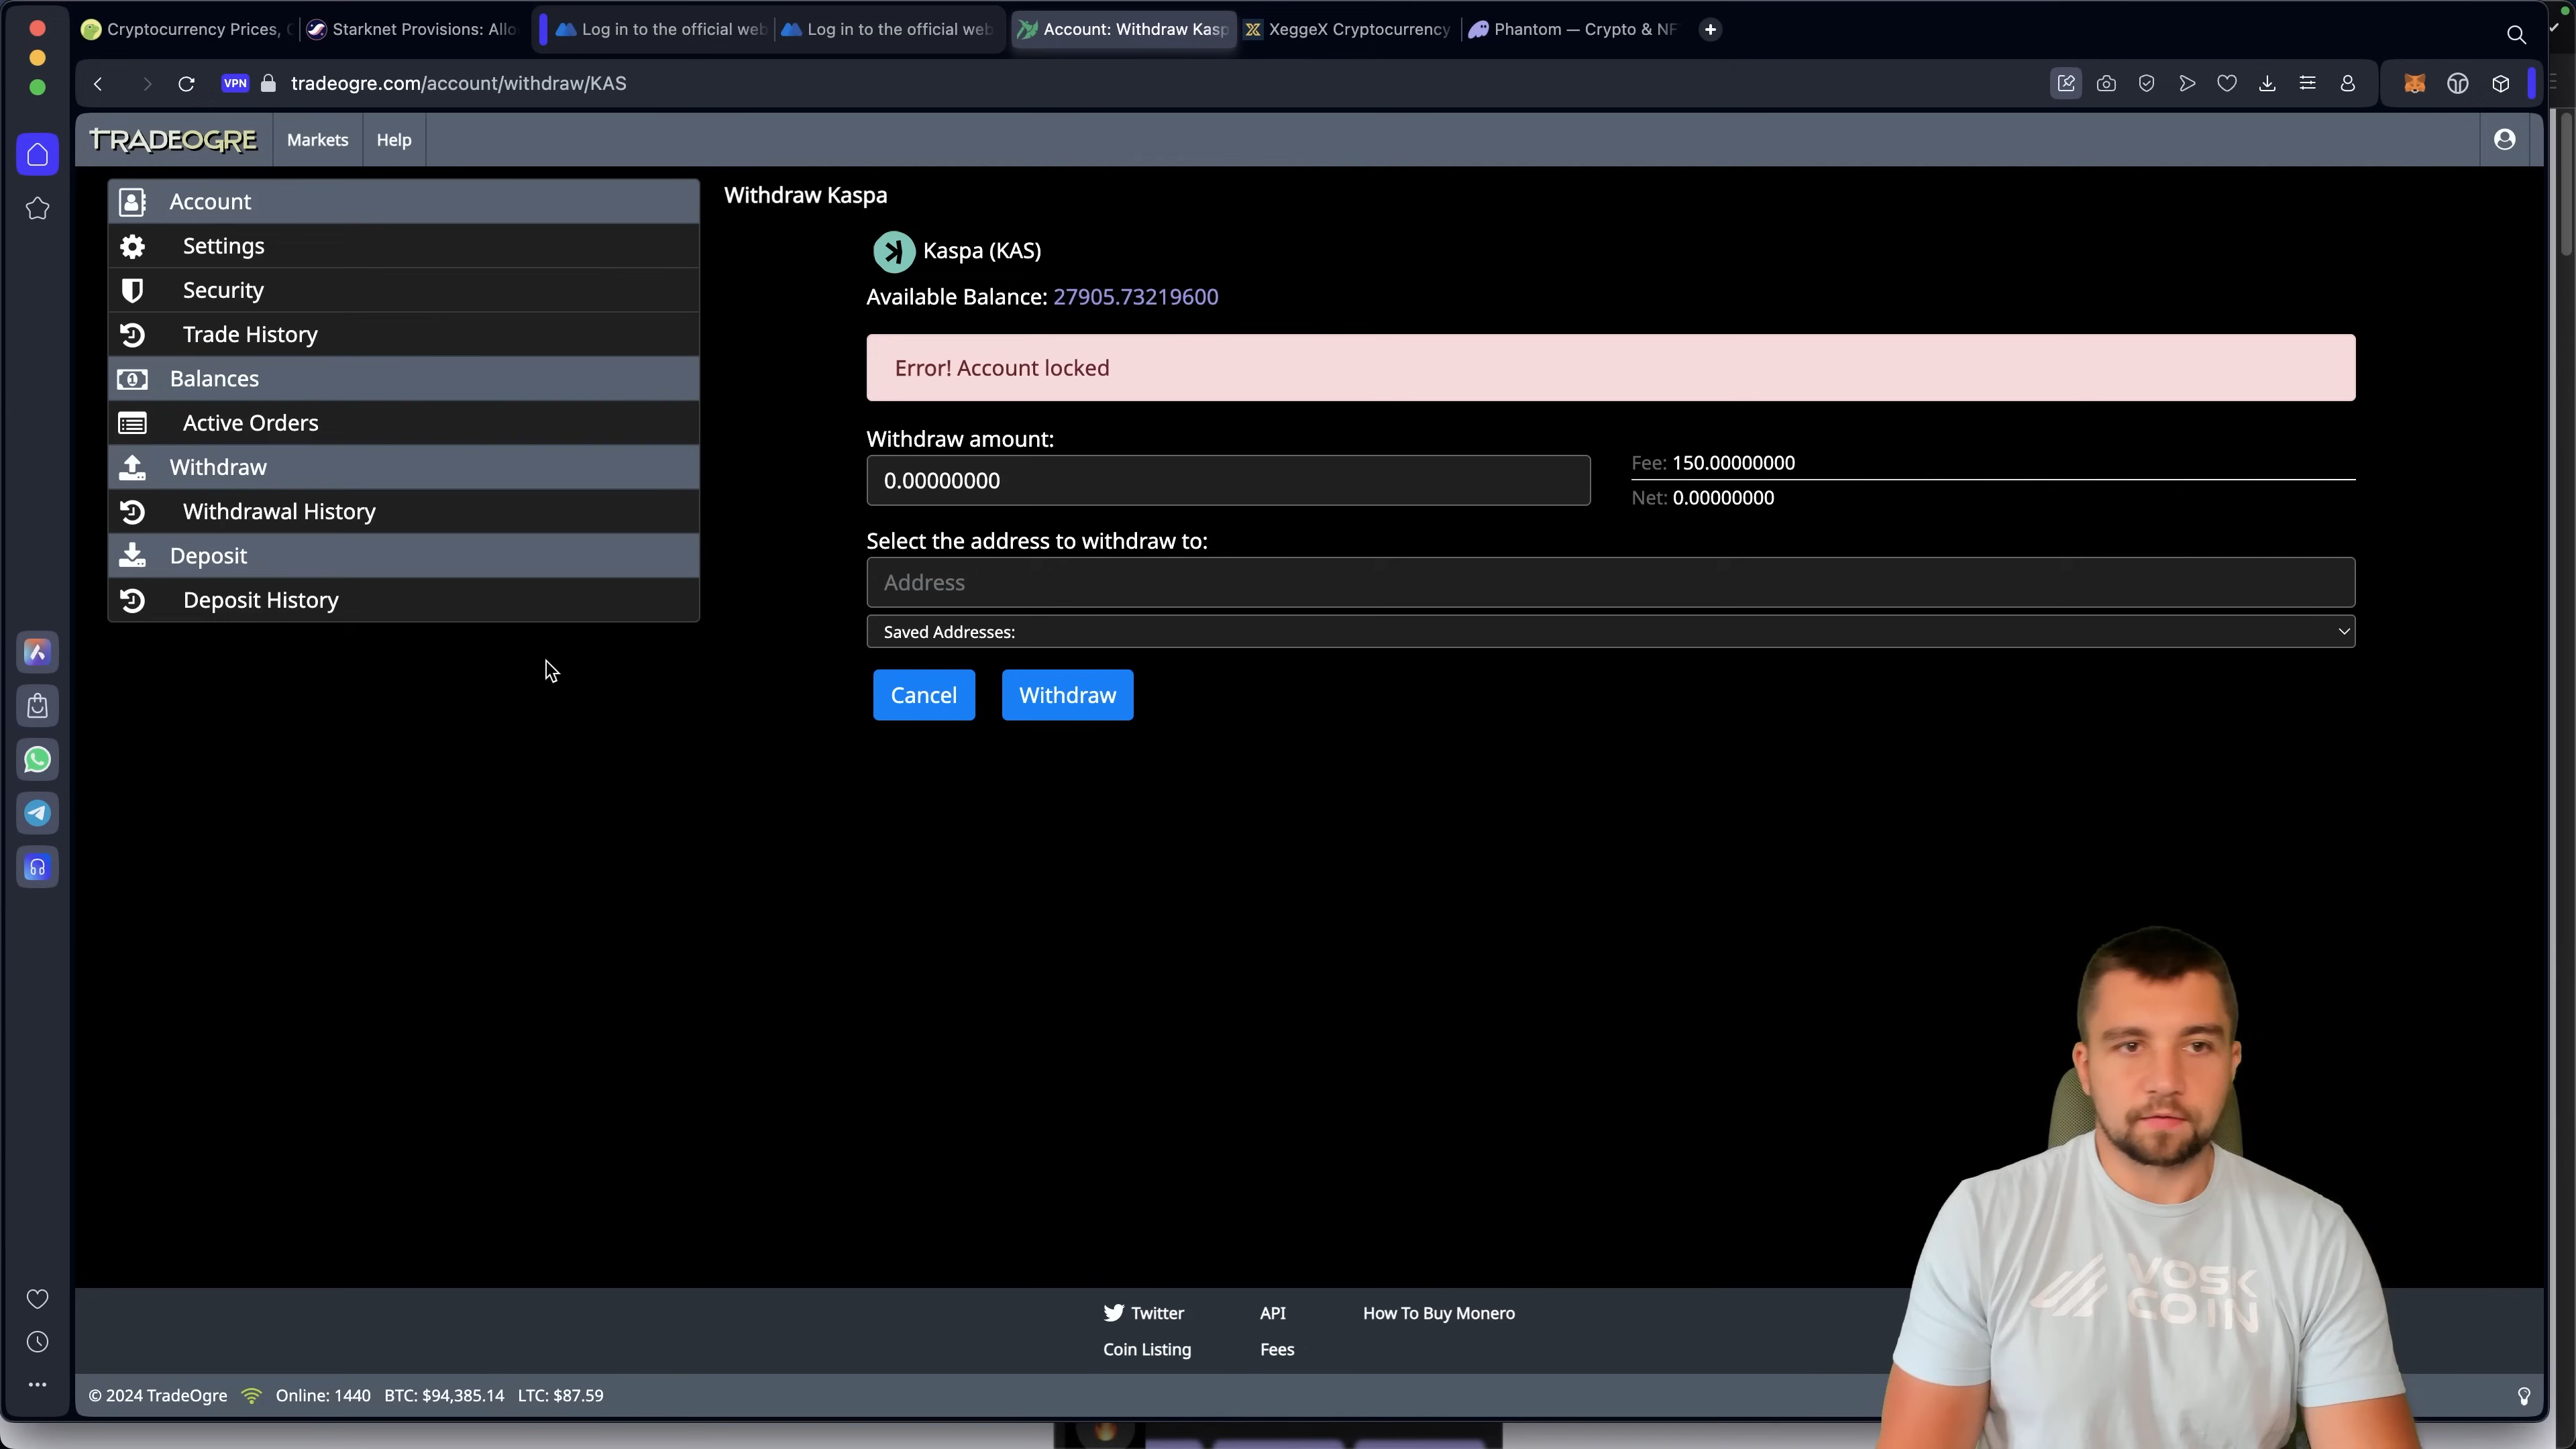 Cryptocurrency Prices,
Starknet Provisions: Allo
Log in to the official web
Log in to the official web
Account: Withdraw Kasp
XeggeX Cryptocurrency
Phantom — Crypto & NF
VPN
tradeogre.com/account/withdraw/KAS
TRADEOGRE
Markets
Help
Account
Settings
Security
Trade History
Balances
Active Orders
Withdraw
Withdrawal History
Deposit
Deposit History
Withdraw Kaspa
Kaspa (KAS)
Available Balance: 27905.73219600
Error! Account locked
Withdraw amount:
0.00000000
Fee: 150.00000000
Net: 0.00000000
Select the address to withdraw to:
Address
Saved Addresses:
Cancel
Withdraw
VOSK
COIN
Twitter
API
How To Buy Monero
Coin Listing
Fees
© 2024 TradeOgre
Online: 1440
BTC: $94,385.14
LTC: $87.59